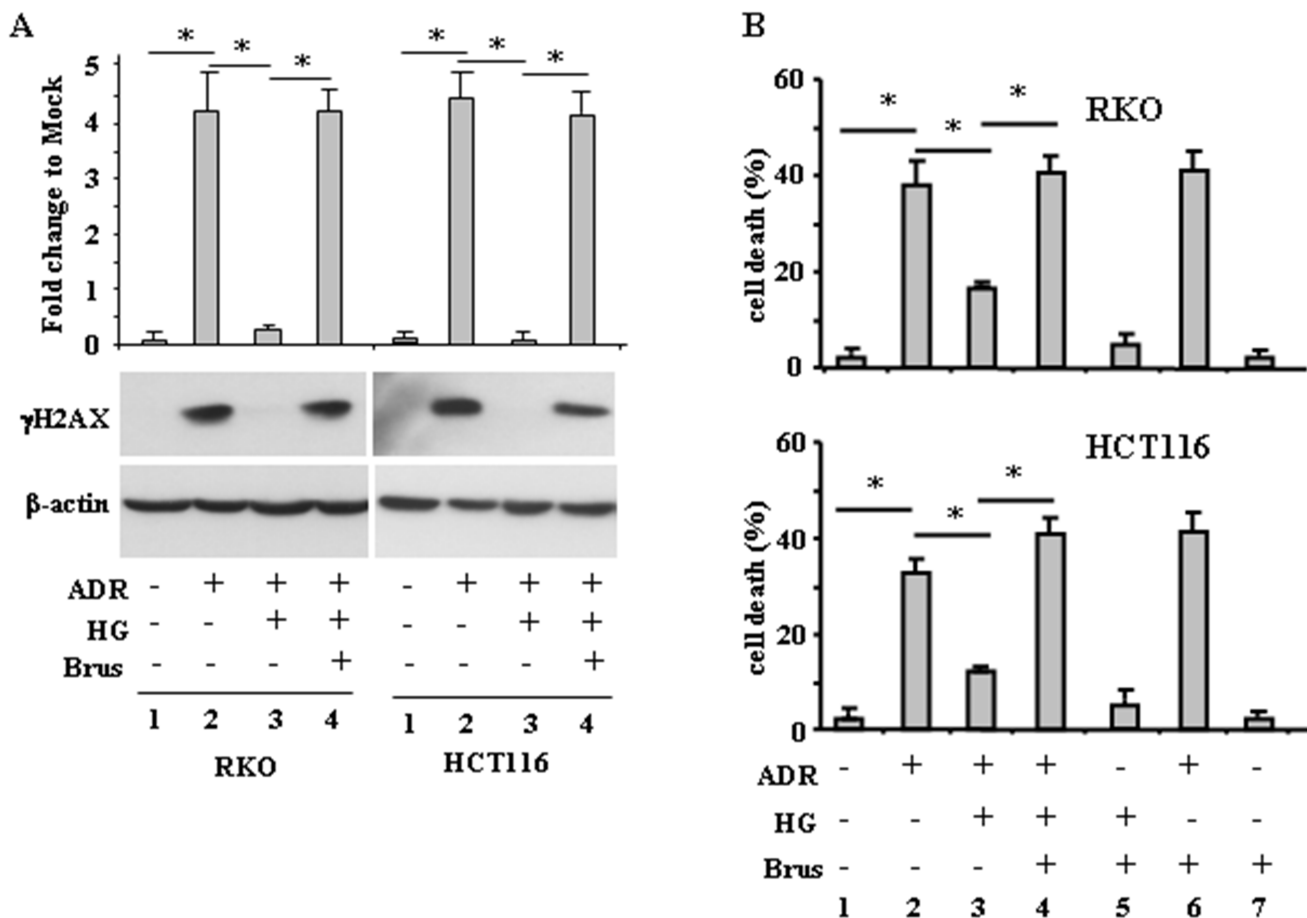 A
* * * * * *
Fold change to Mock
5
4
3
2
1
0
γH2AX
β-actin
ADR - + + + - + + +
HG - - + + - - + +
Brus - - - + - - - +
1 2 3 4 1 2 3 4
RKO HCT116
B
RKO
* * *
cell death (%)
60
40
20
0
HCT116
* * *
cell death (%)
60
40
20
0
ADR - + + + - + -
HG - - + + + - -
Brus - - - + + + +
1 2 3 4 5 6 7